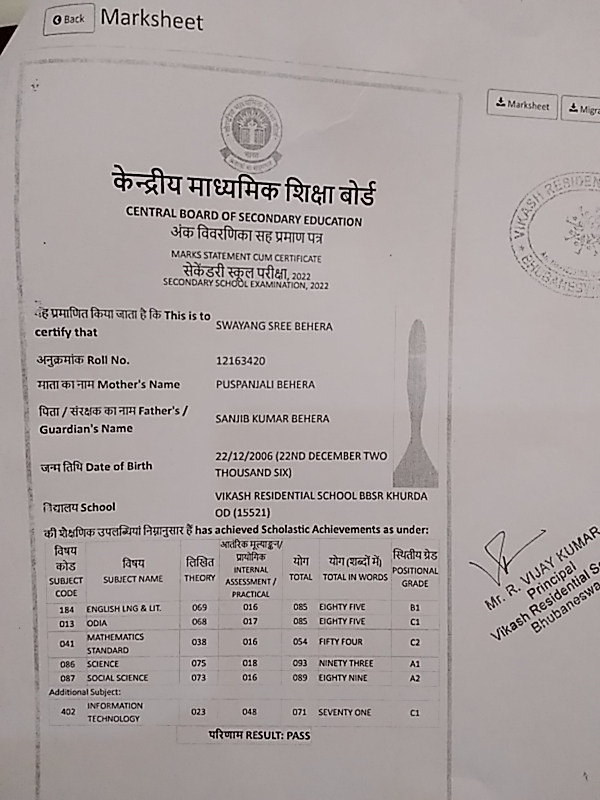 Back Marksheet
Marksheet
केन्द्रीय माध्यमिक शिक्षा बोर्ड
CENTRAL BOARD OF SECONDARY EDUCATION
अंक विवरणिका सह प्रमाण पत्र
MARKS STATEMENT CUM CERTIFICATE
सेकेंडरी स्कूल परीक्षा, 2022
SECONDARY SCHOOL EXAMINATION, 2022
यह प्रमाणित किया जाता है कि This is to certify that SWAYANG SREE BEHERA
अनुक्रमांक Roll No. 12163420
माता का नाम Mother's Name PUSPANJALI BEHERA
पिता / संरक्षक का नाम Father's / Guardian's Name SANJIB KUMAR BEHERA
जन्म तिथि Date of Birth 22/12/2006 (22ND DECEMBER TWO THOUSAND SIX)
विद्यालय School VIKASH RESIDENTIAL SCHOOL BBSR KHURDA OD (15521)
की शैक्षणिक उपलब्धियां निम्नानुसार हैं has achieved Scholastic Achievements as under:
विषय कोड SUBJECT CODE विषय SUBJECT NAME लिखित THEORY आंतरिक मूल्याङ्कन/ प्रायोगिक INTERNAL ASSESSMENT / PRACTICAL योग TOTAL योग (शब्दों में) TOTAL IN WORDS स्थितीय ग्रेड POSITIONAL GRADE
184 ENGLISH LNG & LIT. 069 016 085 EIGHTY FIVE B1
013 ODIA 068 017 085 EIGHTY FIVE C1
041 MATHEMATICS STANDARD 038 016 054 FIFTY FOUR C2
086 SCIENCE 075 018 093 NINETY THREE A1
087 SOCIAL SCIENCE 073 016 089 EIGHTY NINE A2
Additional Subject:
402 INFORMATION TECHNOLOGY 023 048 071 SEVENTY ONE C1
परिणाम RESULT: PASS
VIKASH RESIDEN
BHUBANESW
Mr. R. VIJAY KUMAR
Principal
Vikash Residential
Bhubaneswa